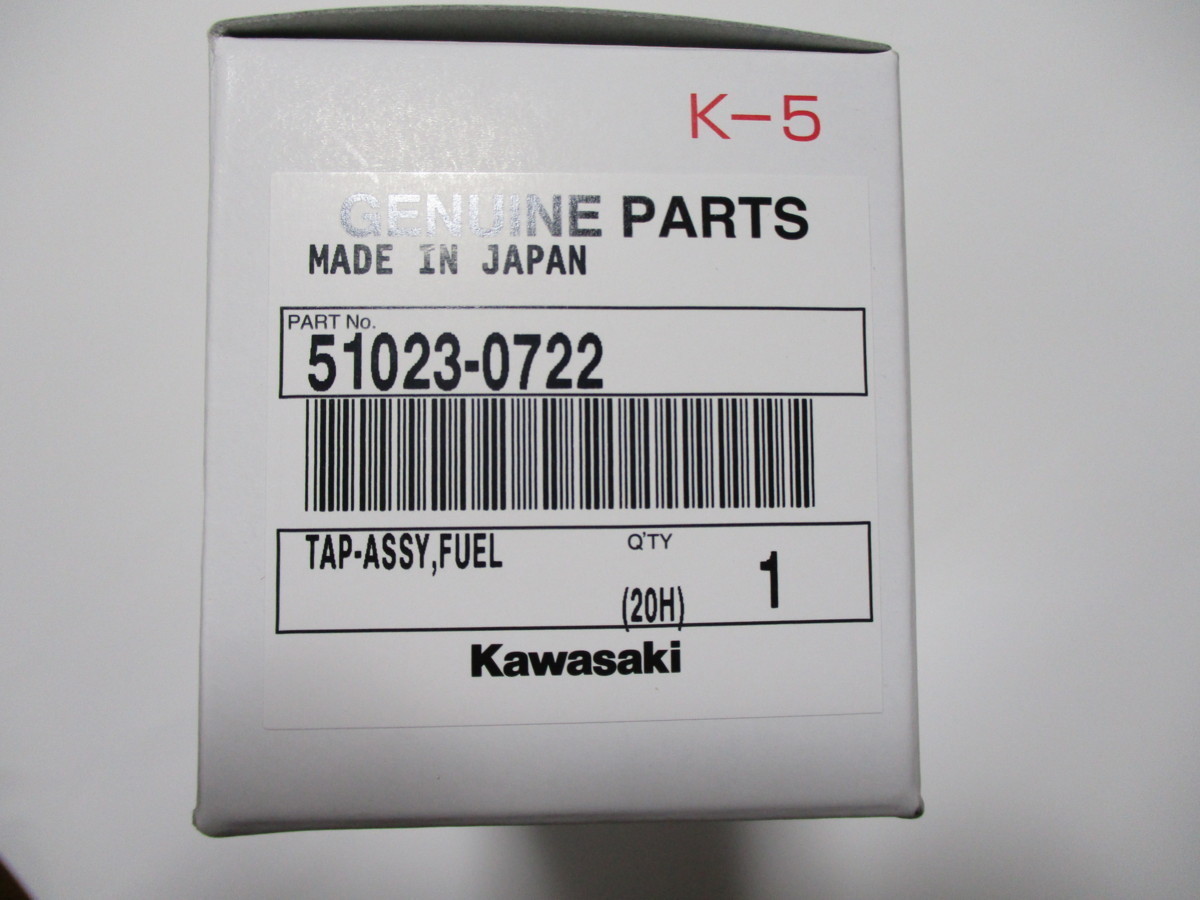 K-5
GENUINE PARTS
MADE IN JAPAN
PART No.
51023-0722
TAP-ASSY,FUEL
Q'TY
(20H)
1
Kawasaki